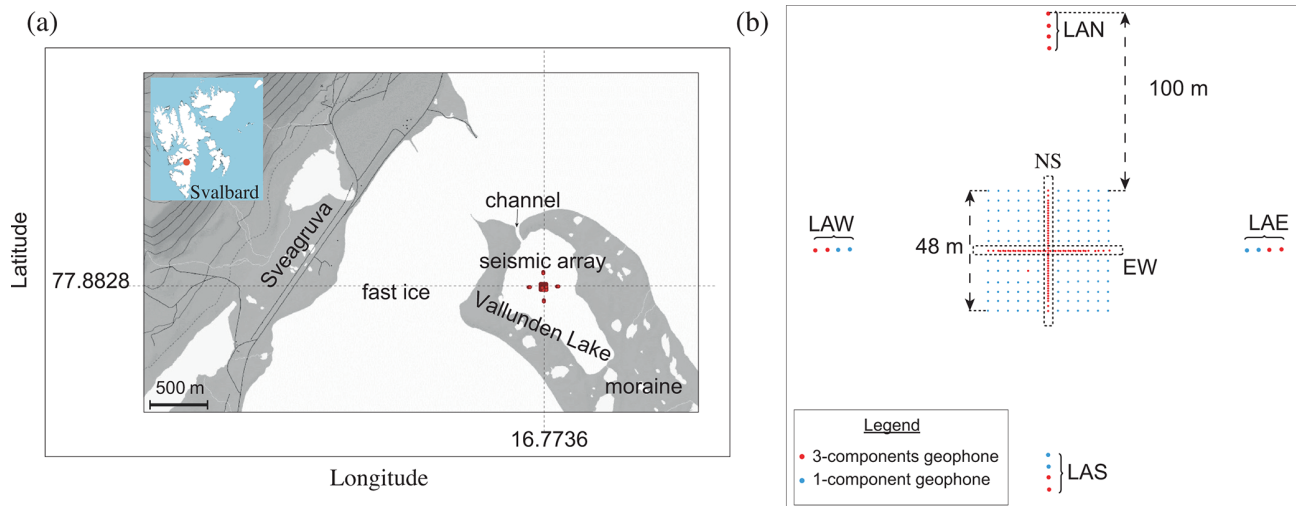 (a)
Svalbard
Sveagruva
channel
seismic array
fast ice
Vallunden Lake
moraine
500 m
Latitude
77.8828
16.7736
Longitude
(b)
LAN
100 m
NS
LAW
LAE
48 m
EW
LAS
Legend
3-components geophone
1-component geophone